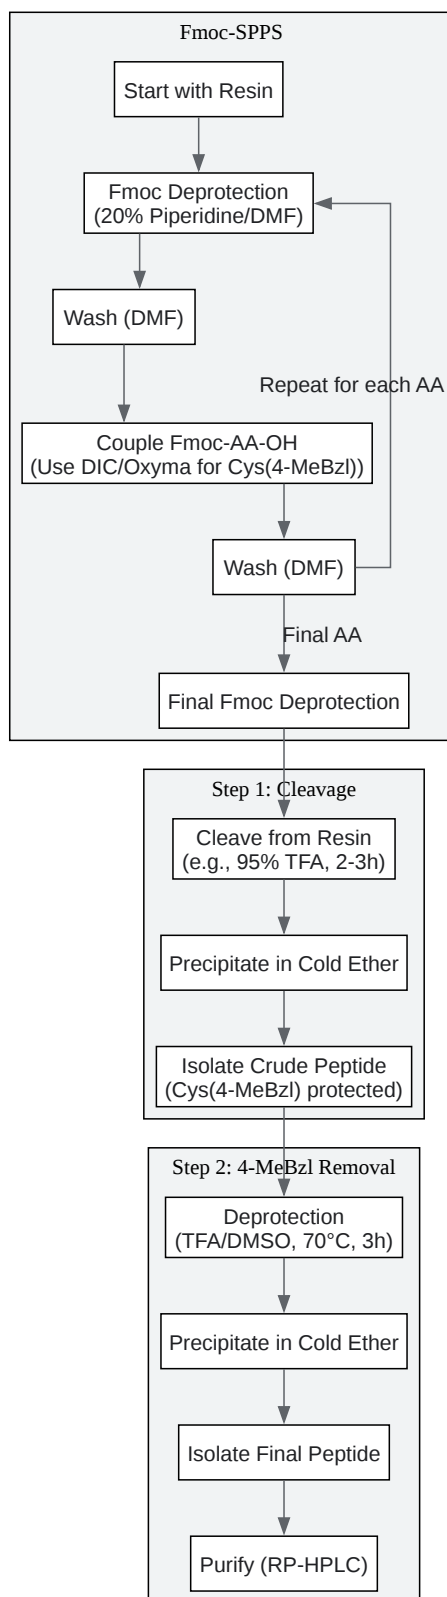 Fmoc-SPPS
Start with Resin
Fmoc Deprotection
(20% Piperidine/DMF)
Wash (DMF)
Repeat for each AA
Couple Fmoc-AA-OH
(Use DIC/Oxyma for Cys(4-MeBzl))
Wash (DMF)
Final AA
Final Fmoc Deprotection
Step 1: Cleavage
Cleave from Resin
(e.g., 95% TFA, 2-3h)
Precipitate in Cold Ether
Isolate Crude Peptide
(Cys(4-MeBzl) protected)
Step 2: 4-MeBzl Removal
Deprotection
(TFA/DMSO, 70°C, 3h)
Precipitate in Cold Ether
Isolate Final Peptide
Purify (RP-HPLC)